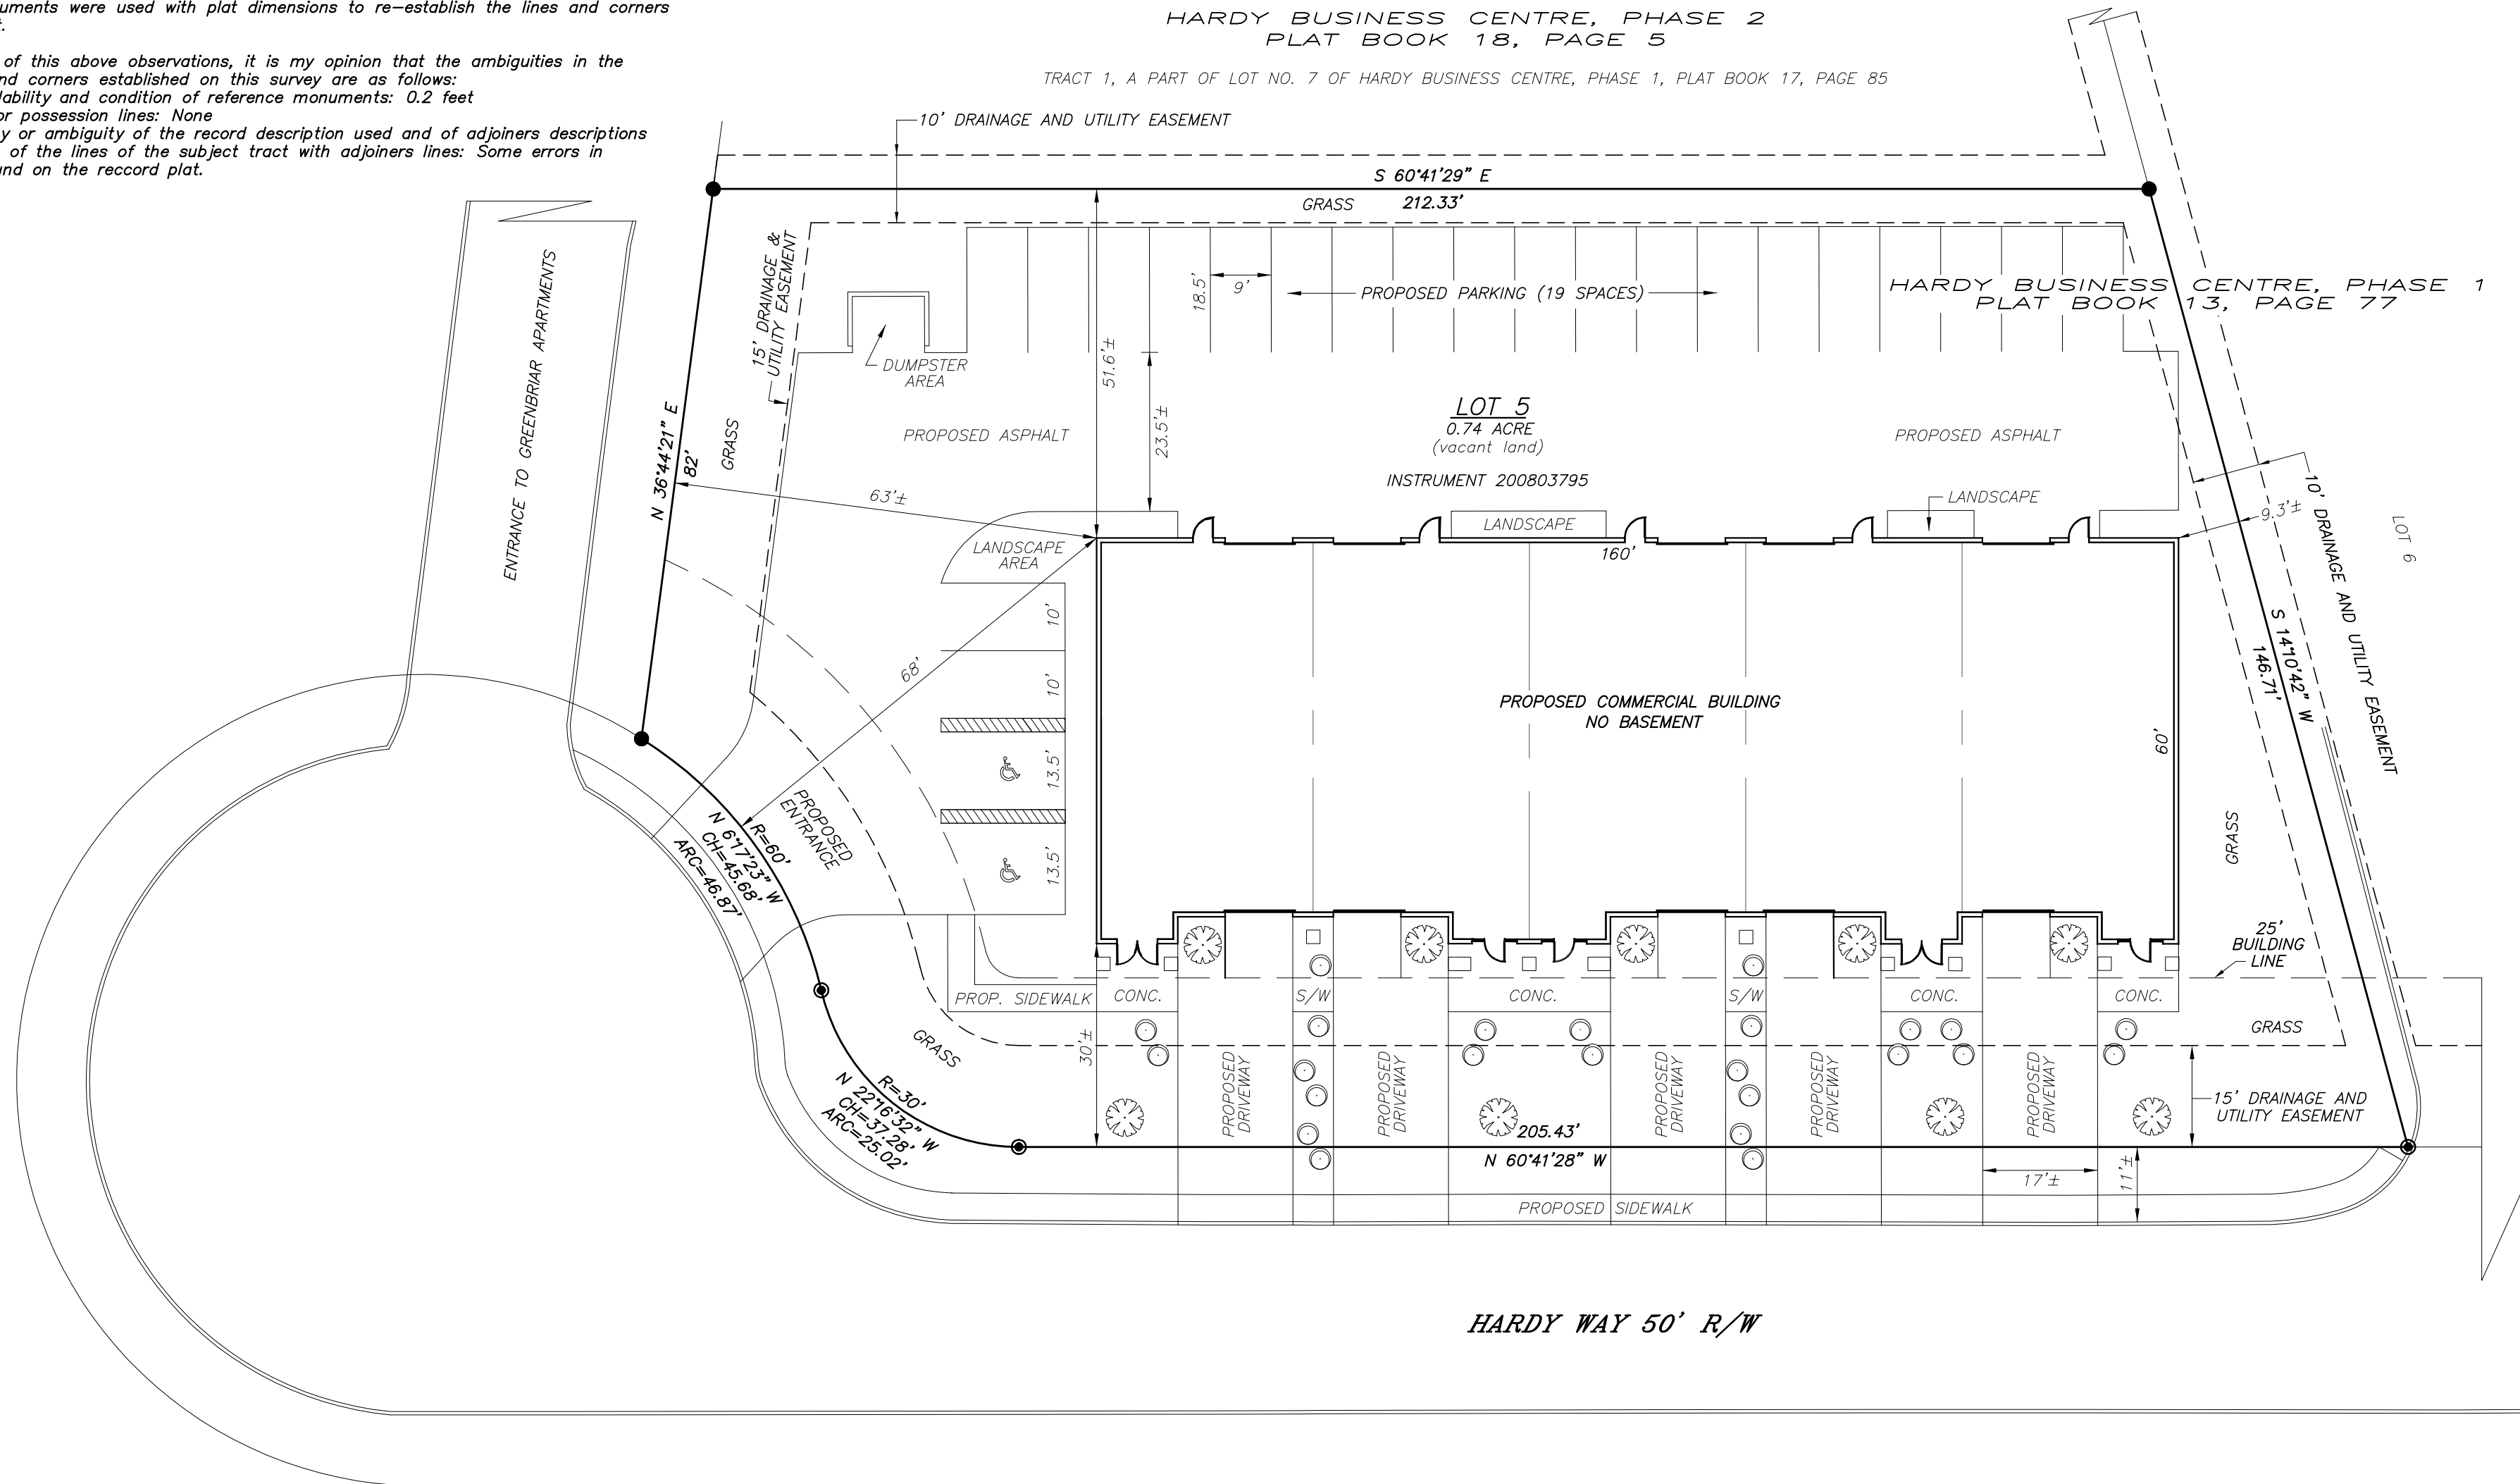 uments were used with plat dimensions to re-establish the lines and corners
of this above observations, it is my opinion that the ambiguities in the
nd corners established on this survey are as follows:
lability and condition of reference monuments: 0.2 feet
or possession lines: None
y or ambiguity of the record description used and of adjoiners descriptions
of the lines of the subject tract with adjoiners lines: Some errors in
und on the reccord plat.
HARDY BUSINESS CENTRE, PHASE 2
PLAT BOOK 18, PAGE 5
TRACT 1, A PART OF LOT NO. 7 OF HARDY BUSINESS CENTRE, PHASE 1, PLAT BOOK 17, PAGE 85
10' DRAINAGE AND UTILITY EASEMENT
S 60°41'29" E
GRASS
212.33'
15' DRAINAGE &
UTILITY EASEMENT
ENTRANCE TO GREENBRIAR APARTMENTS
18.5'
9'
PROPOSED PARKING (19 SPACES)
HARDY BUSINESS CENTRE, PHASE 1
PLAT BOOK 13, PAGE 77
DUMPSTER
AREA
51.6'±
23.5'±
N 36°44'21" E
82'
GRASS
PROPOSED ASPHALT
LOT 5
0.74 ACRE
(vacant land)
INSTRUMENT 200803795
PROPOSED ASPHALT
63'±
LANDSCAPE
LANDSCAPE
9.3'±
10' DRAINAGE AND UTILITY EASEMENT
LOT 6
LANDSCAPE
AREA
160'
10'
10'
68'
13.5'
13.5'
PROPOSED COMMERCIAL BUILDING
NO BASEMENT
60'
S 14°10'42" W
146.71'
GRASS
PROPOSED
ENTRANCE
R=60'
N 6°17'23" W
CH=45.68'
ARC=46.87'
25'
BUILDING
LINE
PROP. SIDEWALK
CONC.
S/W
CONC.
S/W
CONC.
CONC.
GRASS
GRASS
30'±
R=30'
N 22°16'32" W
CH=37.28'
ARC=25.02'
PROPOSED
DRIVEWAY
PROPOSED
DRIVEWAY
PROPOSED
DRIVEWAY
PROPOSED
DRIVEWAY
PROPOSED
DRIVEWAY
15' DRAINAGE AND
UTILITY EASEMENT
205.43'
N 60°41'28" W
17'±
11'±
PROPOSED SIDEWALK
HARDY WAY 50' R/W